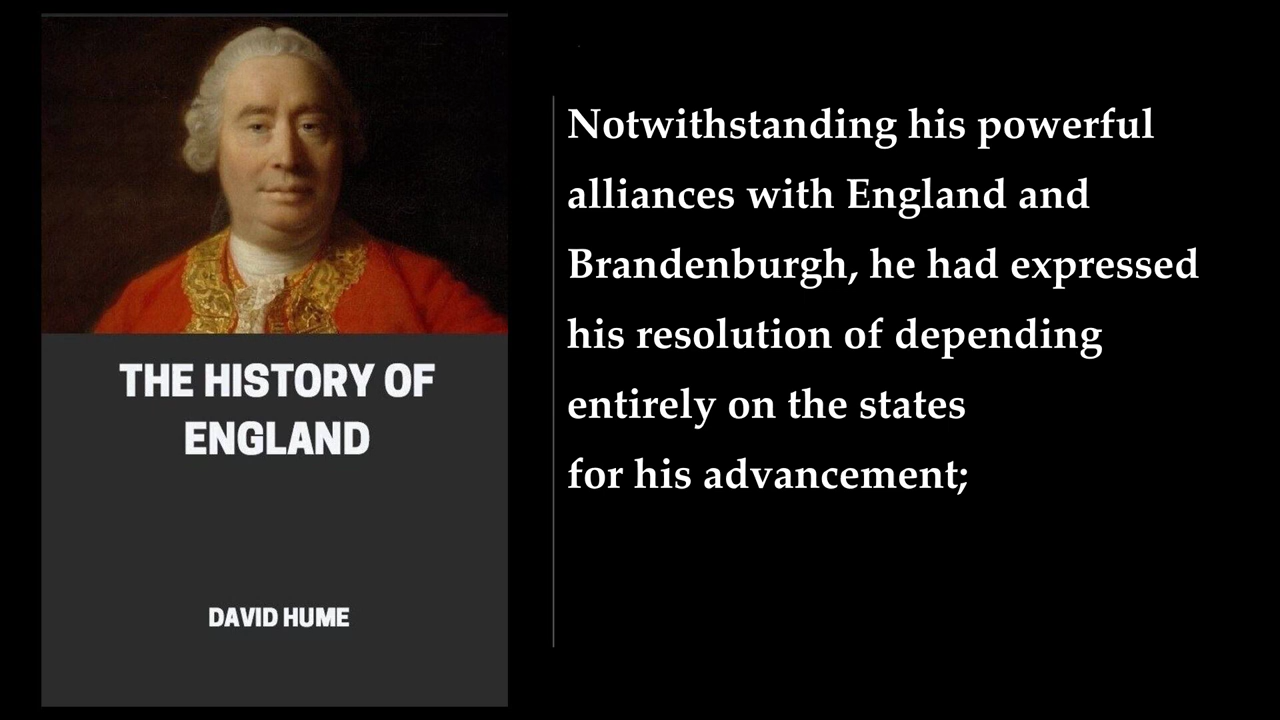 THE HISTORY OF
ENGLAND
DAVID HUME
Notwithstanding his powerful
alliances with England and
Brandenburgh, he had expressed
his resolution of depending
entirely on the states
for his advancement;